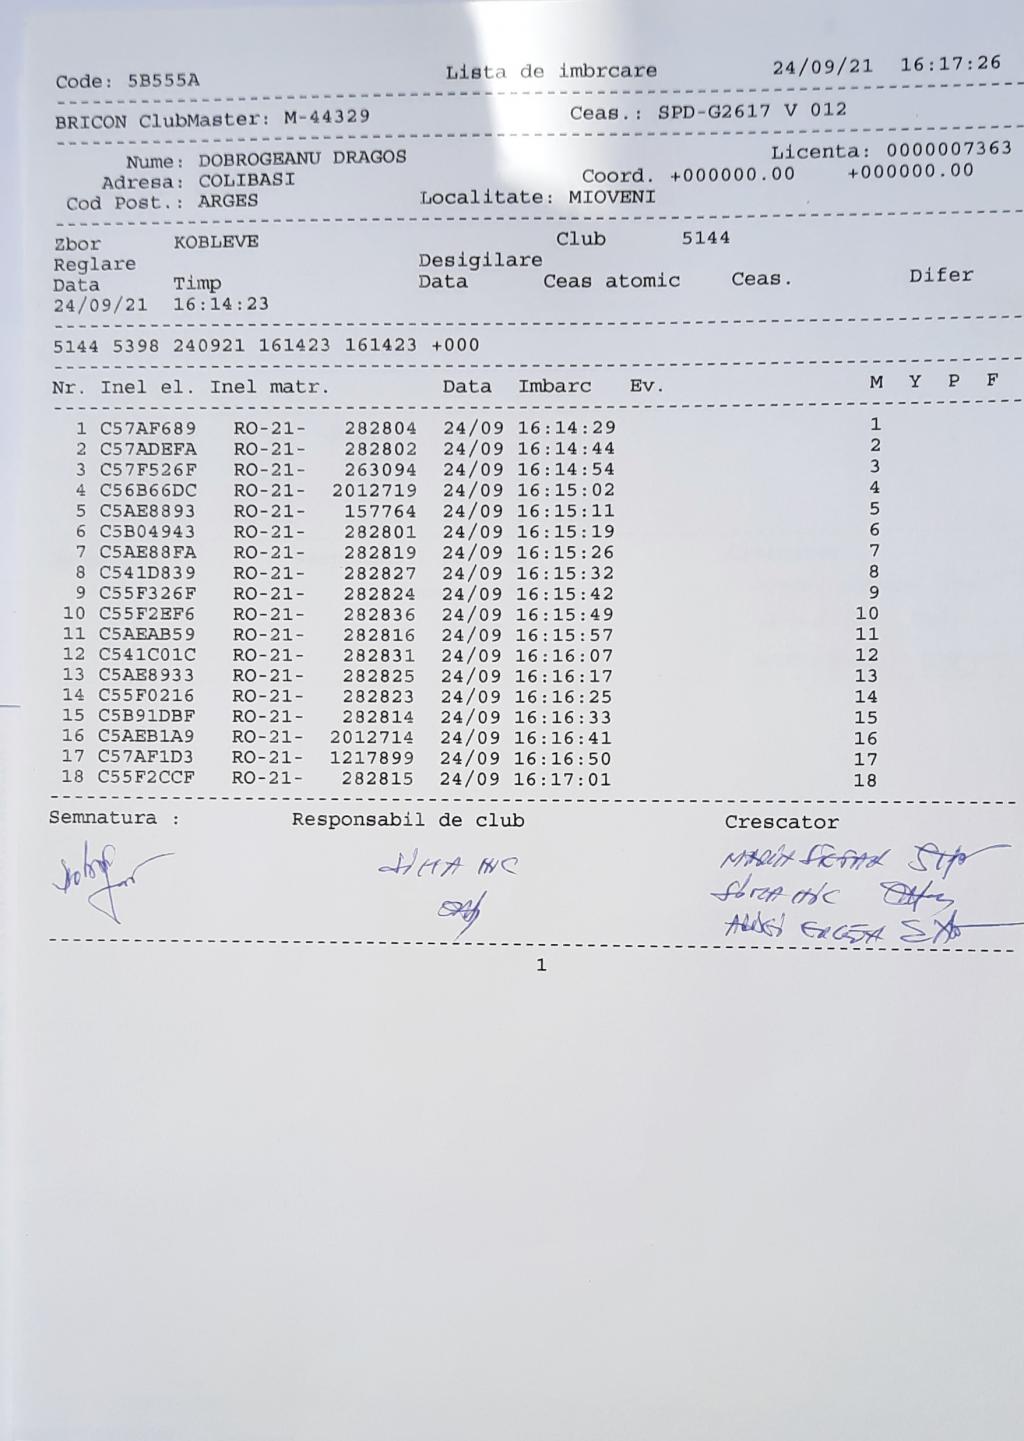 Code: 5B555A Lista de imbrcare 24/09/21 16:17:26
BRICON ClubMaster: M-44329 Ceas.: SPD-G2617 V 012
Nume: DOBROGEANU DRAGOS Licenta: 0000007363
Adresa: COLIBASI Coord. +000000.00 +000000.00
Cod Post.: ARGES Localitate: MIOVENI
Zbor KOBLEVE Club 5144
Reglare Desigilare
Data Timp Data Ceas atomic Ceas. Difer
24/09/21 16:14:23
5144 5398 240921 161423 161423 +000
Nr. Inel el. Inel matr. Data Imbarc Ev. M Y P F
1 C57AF689 RO-21- 282804 24/09 16:14:29 1
2 C57ADEFA RO-21- 282802 24/09 16:14:44 2
3 C57F526F RO-21- 263094 24/09 16:14:54 3
4 C56B66DC RO-21- 2012719 24/09 16:15:02 4
5 C5AE8893 RO-21- 157764 24/09 16:15:11 5
6 C5B04943 RO-21- 282801 24/09 16:15:19 6
7 C5AE88FA RO-21- 282819 24/09 16:15:26 7
8 C541D839 RO-21- 282827 24/09 16:15:32 8
9 C55F326F RO-21- 282824 24/09 16:15:42 9
10 C55F2EF6 RO-21- 282836 24/09 16:15:49 10
11 C5AEAB59 RO-21- 282816 24/09 16:15:57 11
12 C541C01C RO-21- 282831 24/09 16:16:07 12
13 C5AE8933 RO-21- 282825 24/09 16:16:17 13
14 C55F0216 RO-21- 282823 24/09 16:16:25 14
15 C5B91DBF RO-21- 282814 24/09 16:16:33 15
16 C5AEB1A9 RO-21- 2012714 24/09 16:16:41 16
17 C57AF1D3 RO-21- 1217899 24/09 16:16:50 17
18 C55F2CCF RO-21- 282815 24/09 16:17:01 18
Semnatura : Responsabil de club Crescator
1